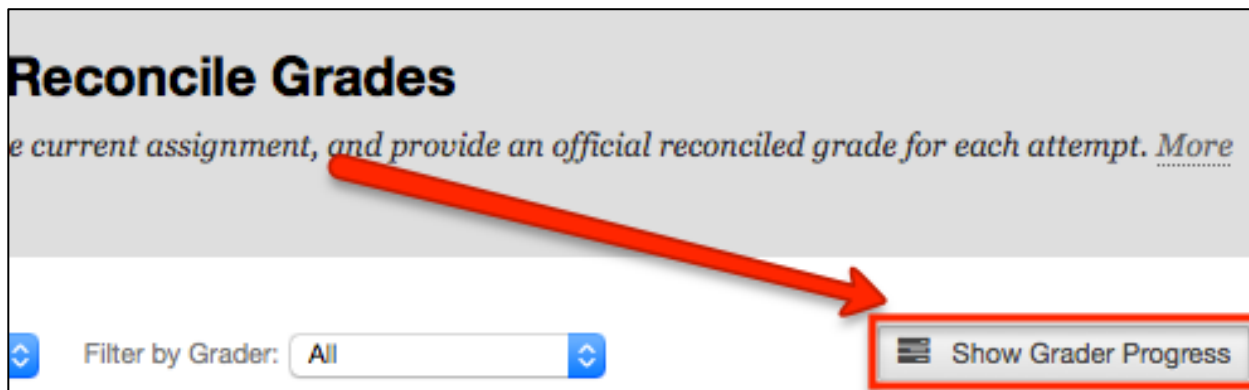 Reconcile Grades
e current assignment, and provide an official reconciled grade for each attempt. More
Filter by Grader: All Show Grader Progress